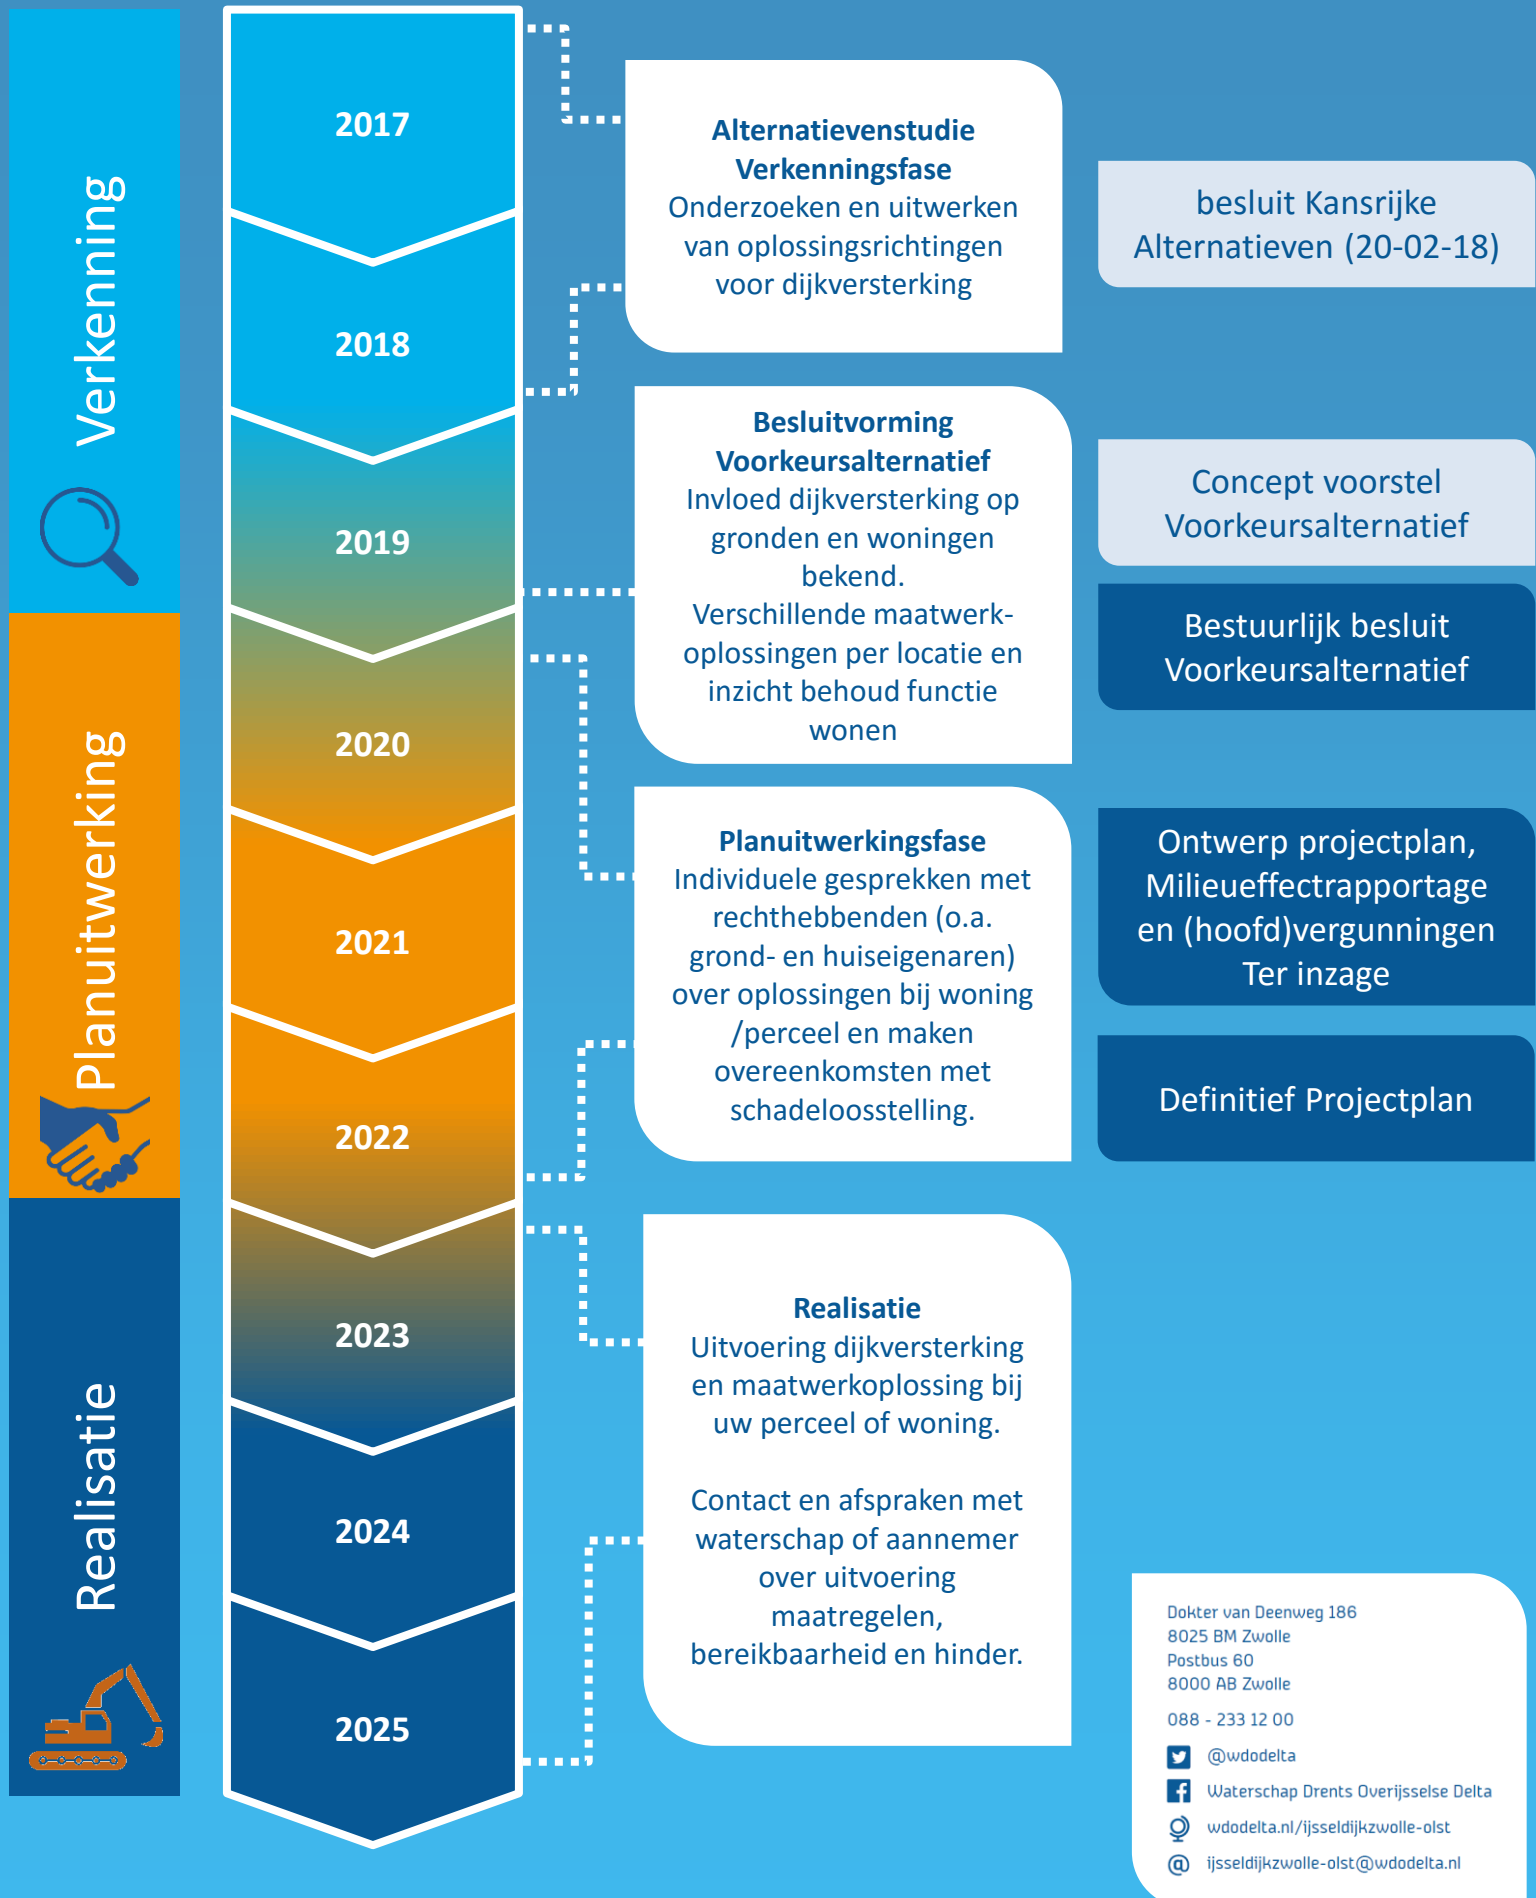 Verkenning
Planuitwerking
Realisatie
2017
2018
2019
2020
2021
2022
2023
2024
2025
Alternatievenstudie
Verkenningsfase
Onderzoeken en uitwerken
van oplossingsrichtingen
voor dijkversterking
besluit Kansrijke
Alternatieven (20-02-18)
Besluitvorming
Voorkeursalternatief
Invloed dijkversterking op
gronden en woningen
bekend.
Verschillende maatwerk-
oplossingen per locatie en
inzicht behoud functie
wonen
Concept voorstel
Voorkeursalternatief
Bestuurlijk besluit
Voorkeursalternatief
Planuitwerkingsfase
Individuele gesprekken met
rechthebbenden (o.a.
grond- en huiseigenaren)
over oplossingen bij woning
/perceel en maken
overeenkomsten met
schadeloosstelling.
Ontwerp projectplan,
Milieueffectrapportage
en (hoofd)vergunningen
Ter inzage
Definitief Projectplan
Realisatie
Uitvoering dijkversterking
en maatwerkoplossing bij
uw perceel of woning.
Contact en afspraken met
waterschap of aannemer
over uitvoering
maatregelen,
bereikbaarheid en hinder.
Dokter van Deenweg 186
8025 BM Zwolle
Postbus 60
8000 AB Zwolle
088 - 233 12 00
@wdodelta
Waterschap Drents Overijsselse Delta
wdodelta.nl/ijsseldijkzwolle-olst
ijsseldijkzwolle-olst@wdodelta.nl